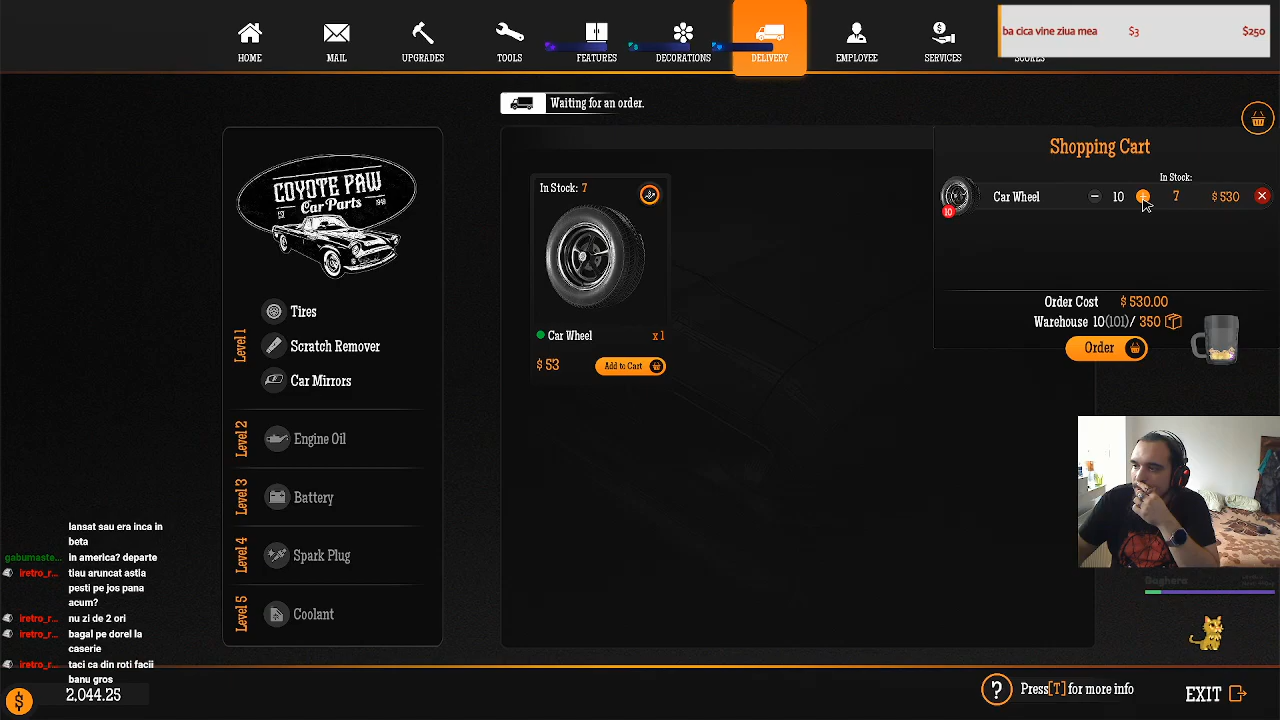 HOME
MAIL
UPGRADES
TOOLS
FEATURES
DECORATIONS
DELIVERY
EMPLOYEE
SERVICES
ba cica vine ziua mea $3 $250
Waiting for an order.
COYOTE PAW
EST 1940
Car Parts
Level 1
Tires
Scratch Remover
Car Mirrors
Level 2
Engine Oil
Level 3
Battery
Level 4
Spark Plug
Level 5
Coolant
In Stock: 7
Car Wheel x 1
$ 53 Add to Cart
Shopping Cart
In Stock:
10
Car Wheel − 10 + 7 $ 530
Order Cost $ 530.00
Warehouse 10(101)/ 350
Order
Baghera
lansat sau era inca in
beta
gabumaste... In america? departe
iretro_r... tiau aruncat astia
pesti pe jos pana
acum?
iretro_r... nu zi de 2 ori
iretro_r... bagal pe dorel la
caserie
iretro_r... taci ca din roti facii
banu gros
$ 2,044.25
? Press[T] for more info
EXIT